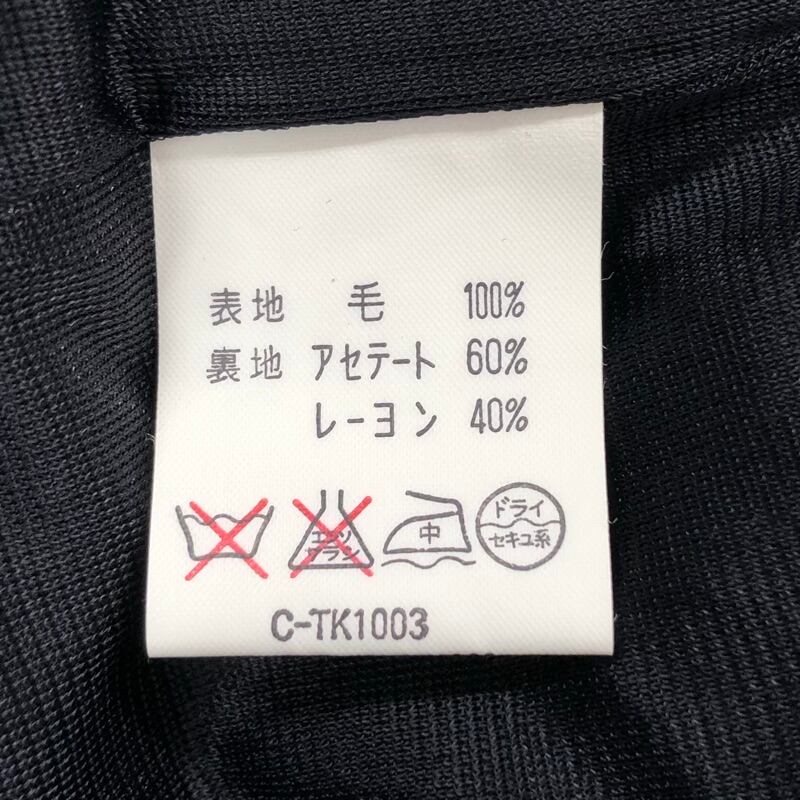 表地 毛 100%
裏地 アセテート 60%
レーヨン 40%
エンソ サラシ 中 ドライ セキユ系
C-TK1003